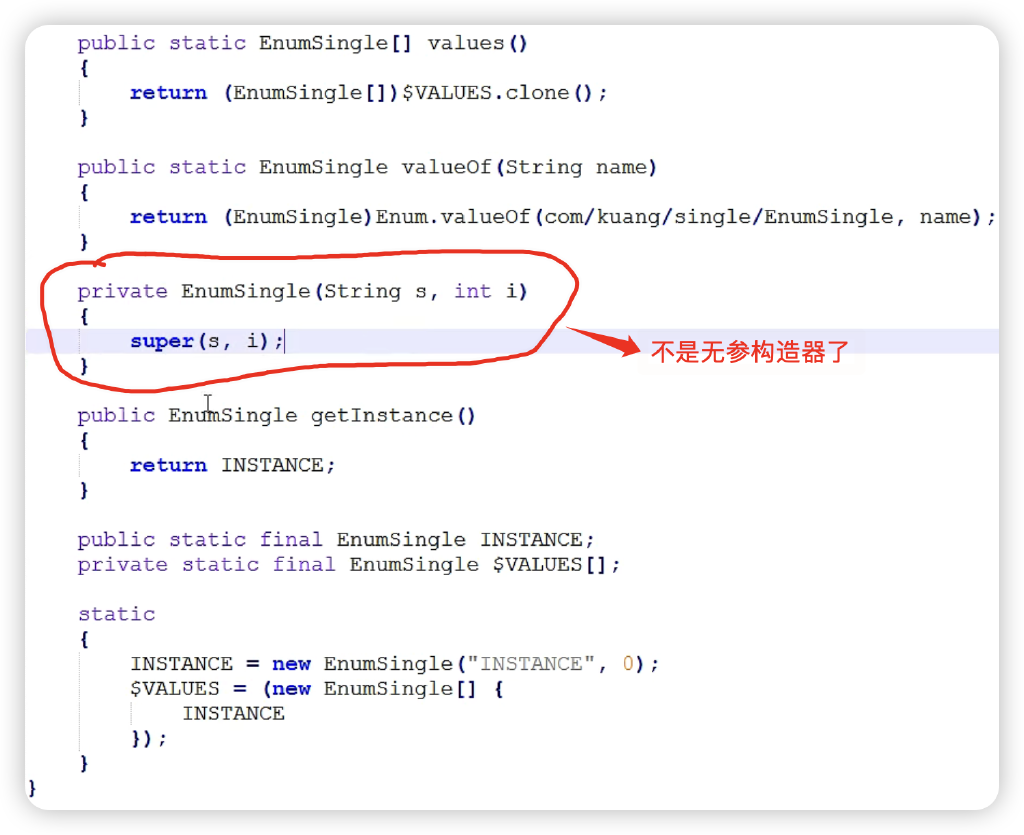 public static EnumSingle[] values()
{
return (EnumSingle[])$VALUES.clone();
}
public static EnumSingle valueOf(String name)
{
return (EnumSingle)Enum.valueOf(com/kuang/single/EnumSingle, name);
}
private EnumSingle(String s, int i)
{
super(s, i);
}
不是无参构造器了
public EnumSingle getInstance()
{
return INSTANCE;
}
public static final EnumSingle INSTANCE;
private static final EnumSingle $VALUES[];
static
{
INSTANCE = new EnumSingle("INSTANCE", 0);
$VALUES = (new EnumSingle[] {
INSTANCE
});
}
}